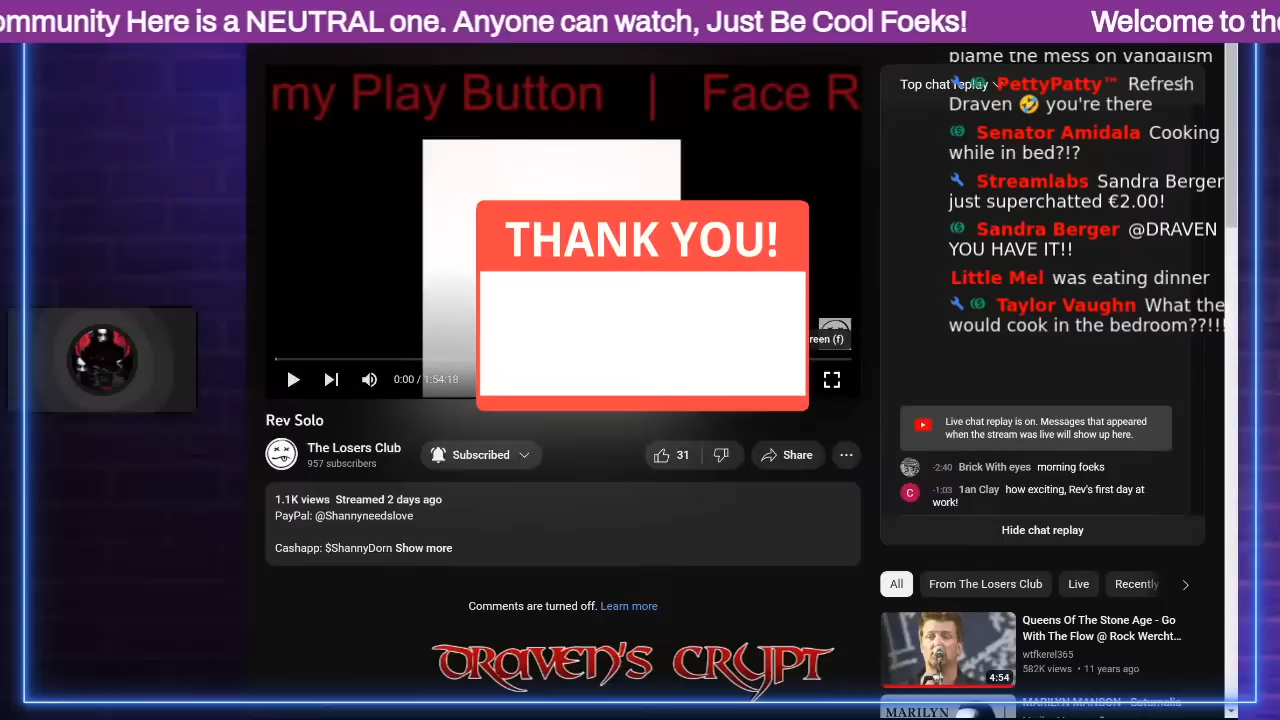 ommunity Here is a NEUTRAL one. Anyone can watch, Just Be Cool Foeks!
Welcome to the
my Play Button | Face R
THANK YOU!
reen (f)
0:00 / 1:54:18
Rev Solo
The Losers Club
957 subscribers
Subscribed
31
Share
1.1K views Streamed 2 days ago
PayPal: @Shannyneedslove
Cashapp: $ShannyDorn Show more
Comments are turned off. Learn more
DRAVEN'S CRYPT
blame the mess on vandalism
Top chat replay
PettyPatty™ Refresh
Draven 🤣 you're there
Senator Amidala Cooking
while in bed?!?
Streamlabs Sandra Berger
just superchatted €2.00!
Sandra Berger @DRAVEN
YOU HAVE IT!!
Little Mel was eating dinner
Taylor Vaughn What the
would cook in the bedroom??!!!
Live chat replay is on. Messages that appeared
when the stream was live will show up here.
-2:40 Brick With eyes morning foeks
C
-1:03 1an Clay how exciting, Rev's first day at
work!
Hide chat replay
All
From The Losers Club
Live
Recently
Queens Of The Stone Age - Go
With The Flow @ Rock Wercht...
wtfkerel365
582K views • 11 years ago
4:54
MARILYN MANSON - Saturnalia
MARILYN